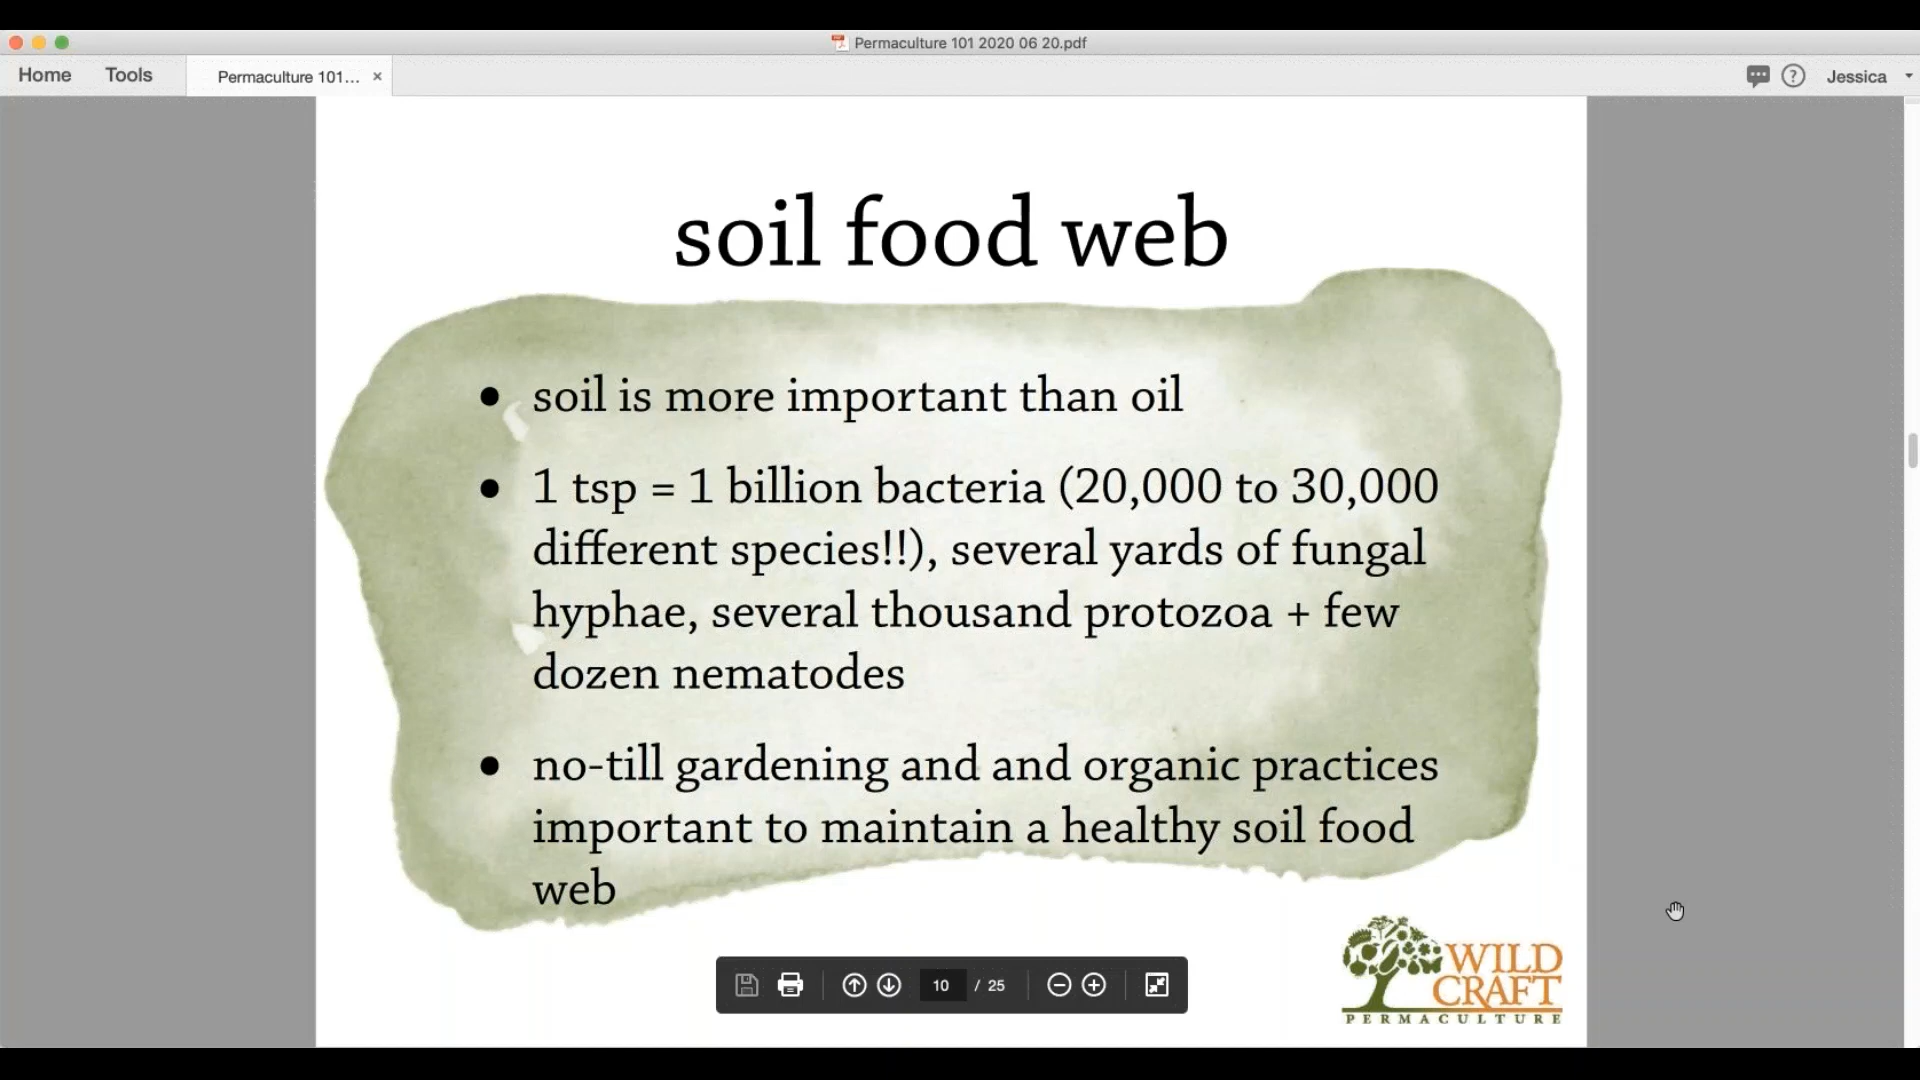 Permaculture 101 2020 06 20.pdf
Home Tools Permaculture 101... × ? Jessica
soil food web
• soil is more important than oil
• 1 tsp = 1 billion bacteria (20,000 to 30,000
different species!!), several yards of fungal
hyphae, several thousand protozoa + few
dozen nematodes
• no-till gardening and and organic practices
important to maintain a healthy soil food
web
10 / 25
WILD
CRAFT
PERMACULTURE